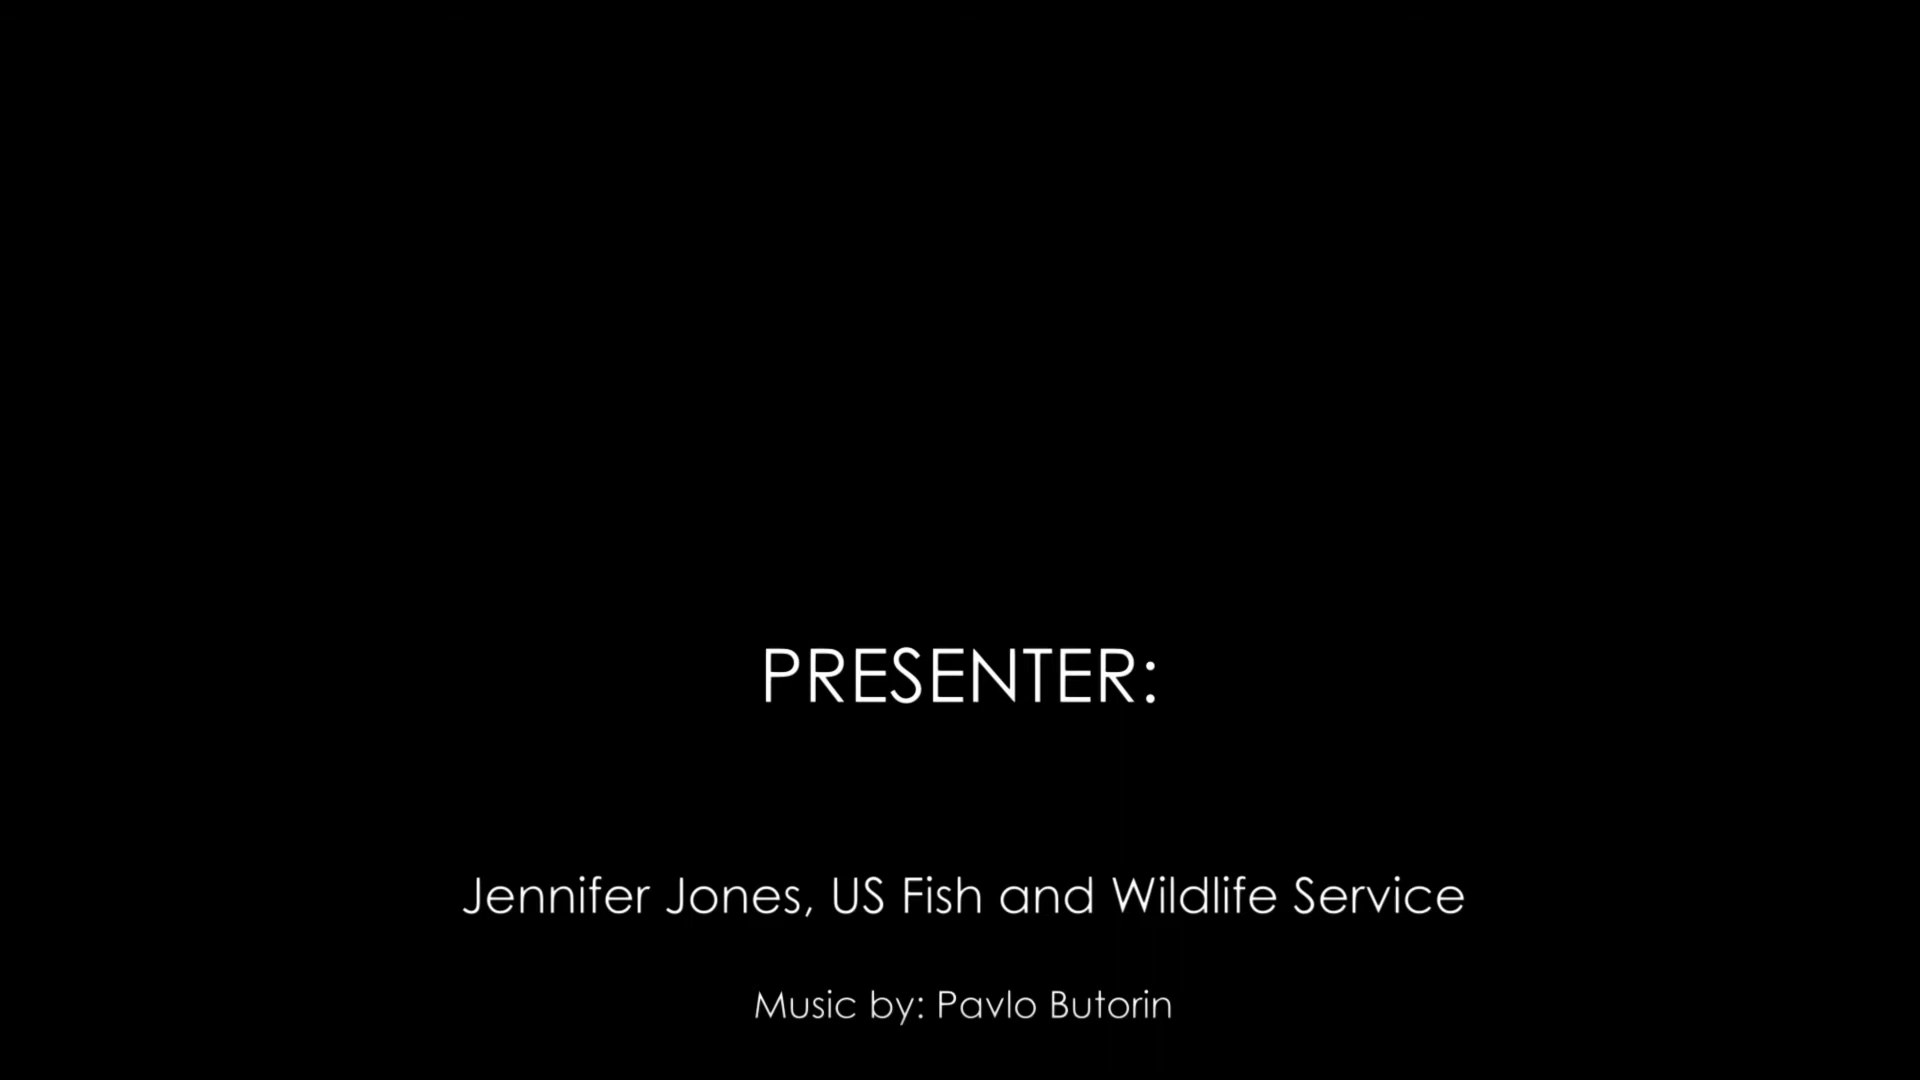 PRESENTER:
Jennifer Jones, US Fish and Wildlife Service
Music by: Pavlo Butorin